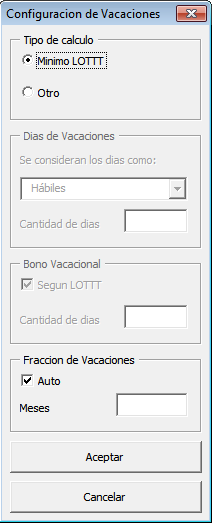 Configuracion de Vacaciones
Tipo de calculo
Minimo LOTTT
Otro
Dias de Vacaciones
Se consideran los dias como:
Hábiles
Cantidad de dias
Bono Vacacional
Segun LOTTT
Cantidad de dias
Fraccion de Vacaciones
Auto
Meses
Aceptar
Cancelar